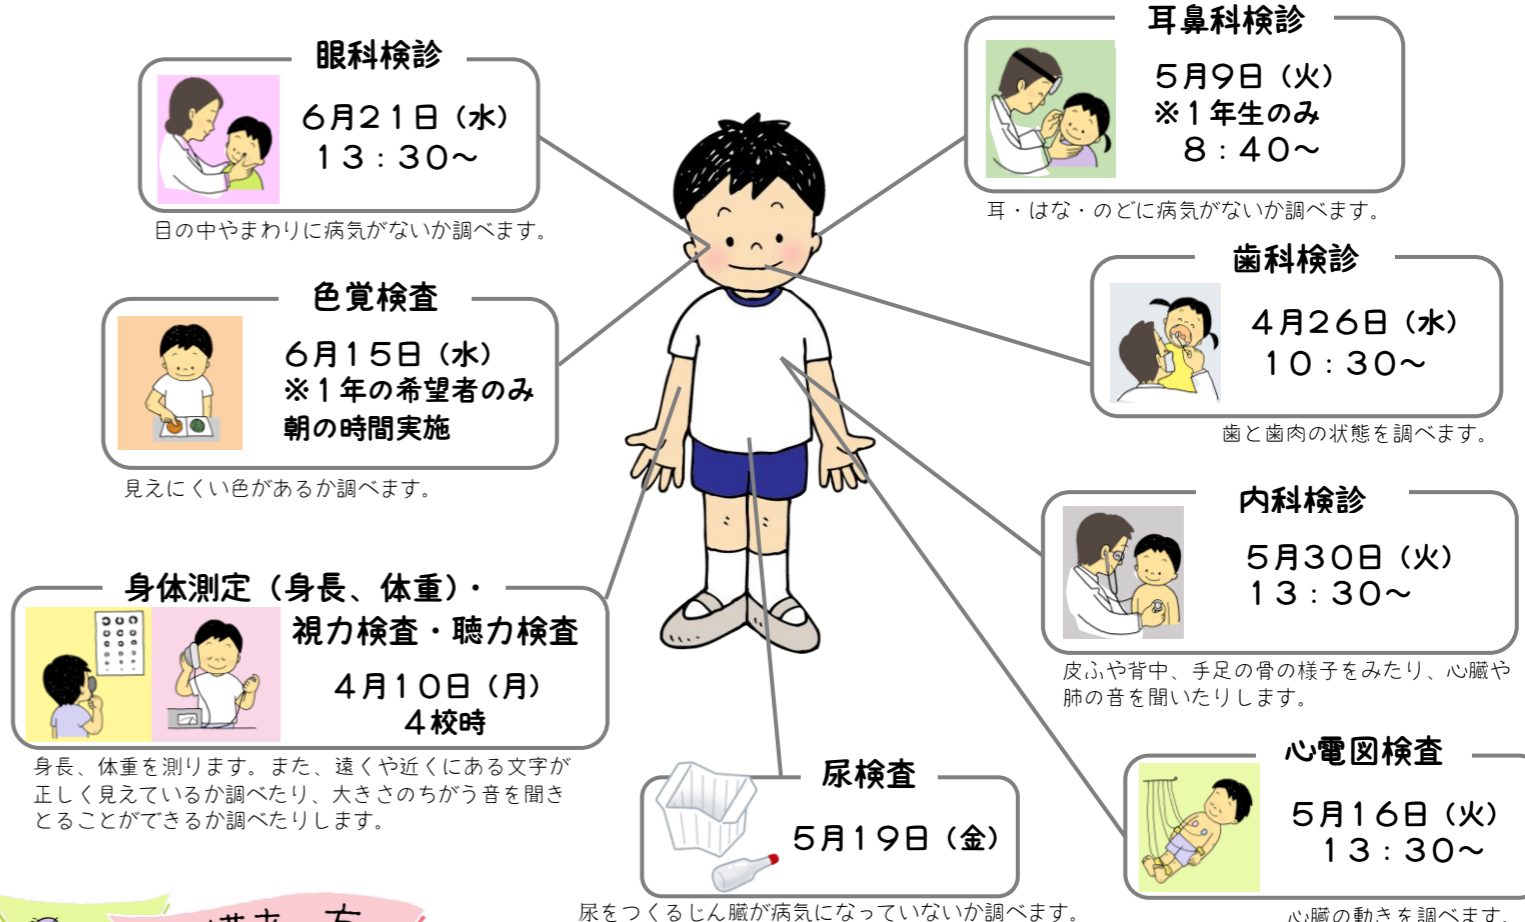 眼科検診
6月21日（水）
13：30～
目の中やまわりに病気がないか調べます。
耳鼻科検診
5月9日（火）
※1年生のみ
8：40～
耳・はな・のどに病気がないか調べます。
色覚検査
6月15日（水）
※1年の希望者のみ
朝の時間実施
見えにくい色があるか調べます。
歯科検診
4月26日（水）
10：30～
歯と歯肉の状態を調べます。
身体測定（身長、体重）・
視力検査・聴力検査
4月10日（月）
4校時
身長、体重を測ります。また、遠くや近くにある文字が
正しく見えているか調べたり、大きさのちがう音を聞き
とることができるか調べたりします。
内科検診
5月30日（火）
13：30～
皮ふや背中、手足の骨の様子をみたり、心臓や
肺の音を聞いたりします。
尿検査
5月19日（金）
尿をつくるじん臓が病気になっていないか調べます。
心電図検査
5月16日（火）
13：30～
心臓の動きを調べます。